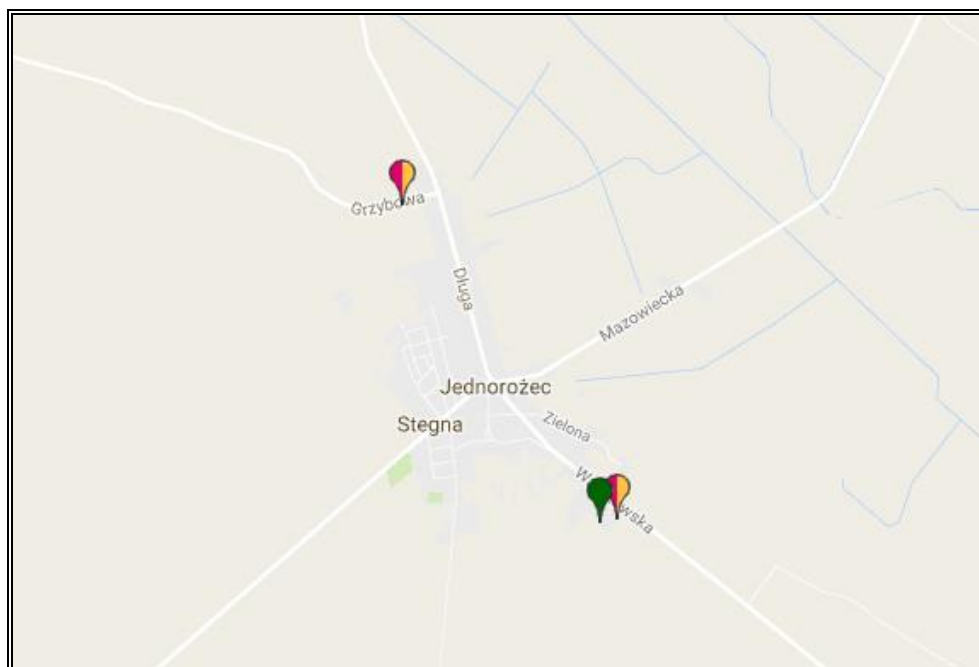 Grzybowa
Długa
Mazowiecka
Jednorożec
Stegna
Zielona